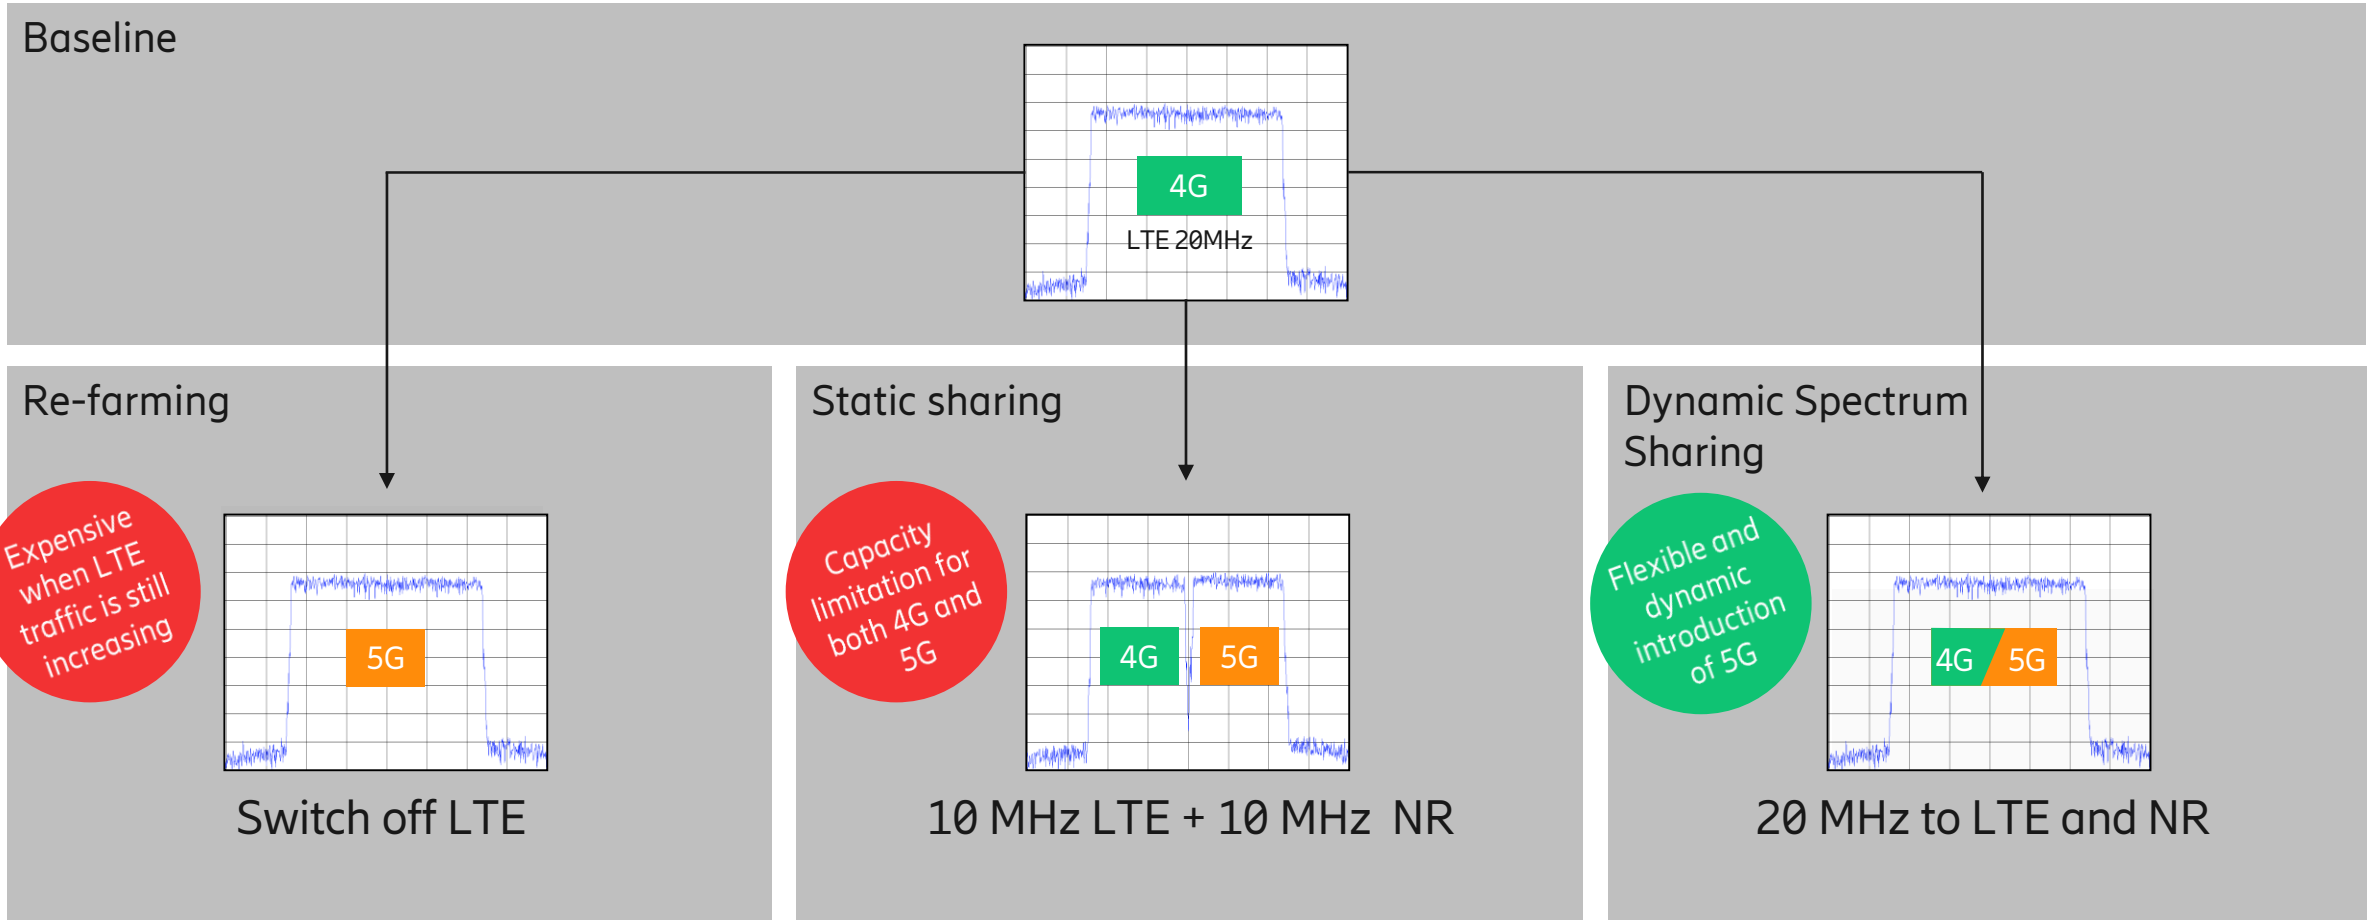 Baseline
4G
LTE 20MHz
Re-farming
Expensive
when LTE
traffic is still
increasing
5G
Switch off LTE
Static sharing
Capacity
limitation for
both 4G and
5G
4G
5G
10 MHz LTE + 10 MHz NR
Dynamic Spectrum
Sharing
Flexible and
dynamic
introduction
of 5G
4G 5G
20 MHz to LTE and NR